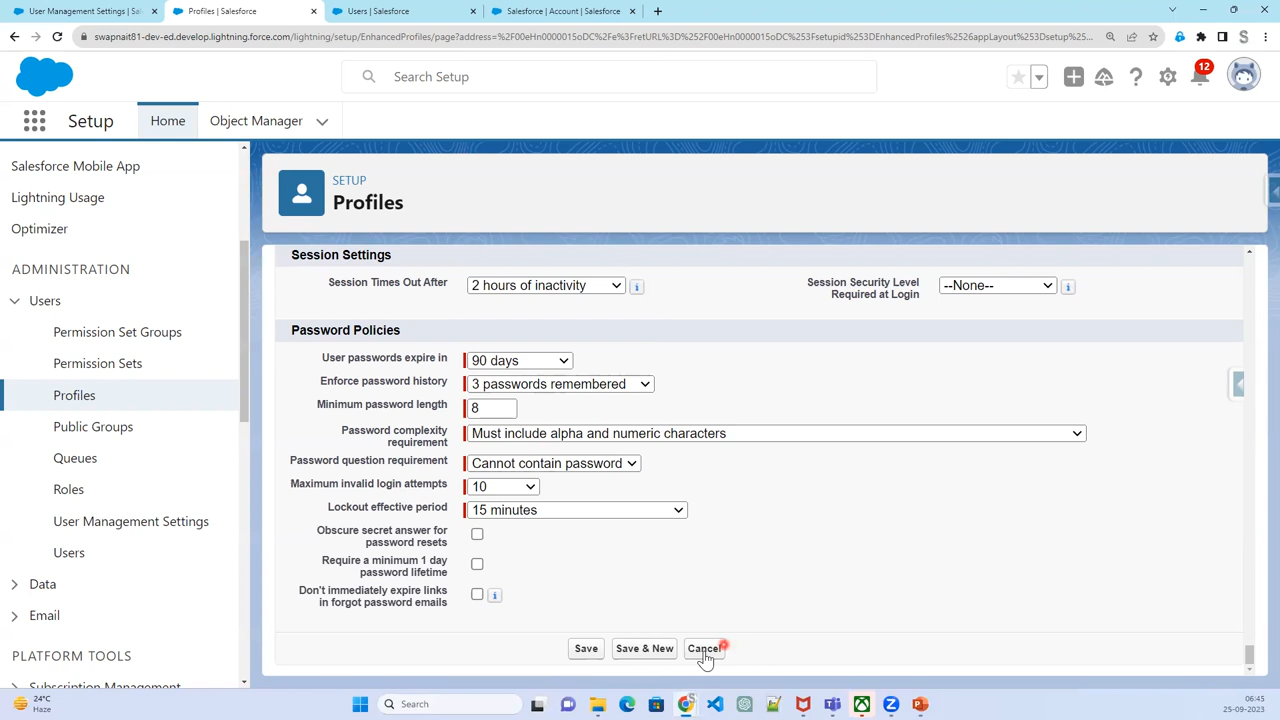 User Management Settings | Sal
Profiles | Salesforce
Users | Salesforce
Salesforce | Account | Salesforce
swapnait81-dev-ed.develop.lightning.force.com/lightning/setup/EnhancedProfiles/page?address=%2F00eHn0000015oDC%2Fe%3FretURL%3D%252F00eHn0000015oDC%253Fsetupid%253DEnhancedProfiles%2526appLayout%253Dsetup%25...
Search Setup
12
Setup
Home
Object Manager
Salesforce Mobile App
Lightning Usage
Optimizer
ADMINISTRATION
Users
Permission Set Groups
Permission Sets
Profiles
Public Groups
Queues
Roles
User Management Settings
Users
Data
Email
PLATFORM TOOLS
Subscription Management
SETUP
Profiles
Session Settings
Session Times Out After 2 hours of inactivity
Session Security Level
Required at Login
--None--
Password Policies
User passwords expire in 90 days
Enforce password history 3 passwords remembered
Minimum password length 8
Password complexity
requirement
Must include alpha and numeric characters
Password question requirement Cannot contain password
Maximum invalid login attempts 10
Lockout effective period 15 minutes
Obscure secret answer for
password resets
Require a minimum 1 day
password lifetime
Don't immediately expire links
in forgot password emails
Save Save & New Cancel
24°C
Haze
Search
06:45
25-09-2023